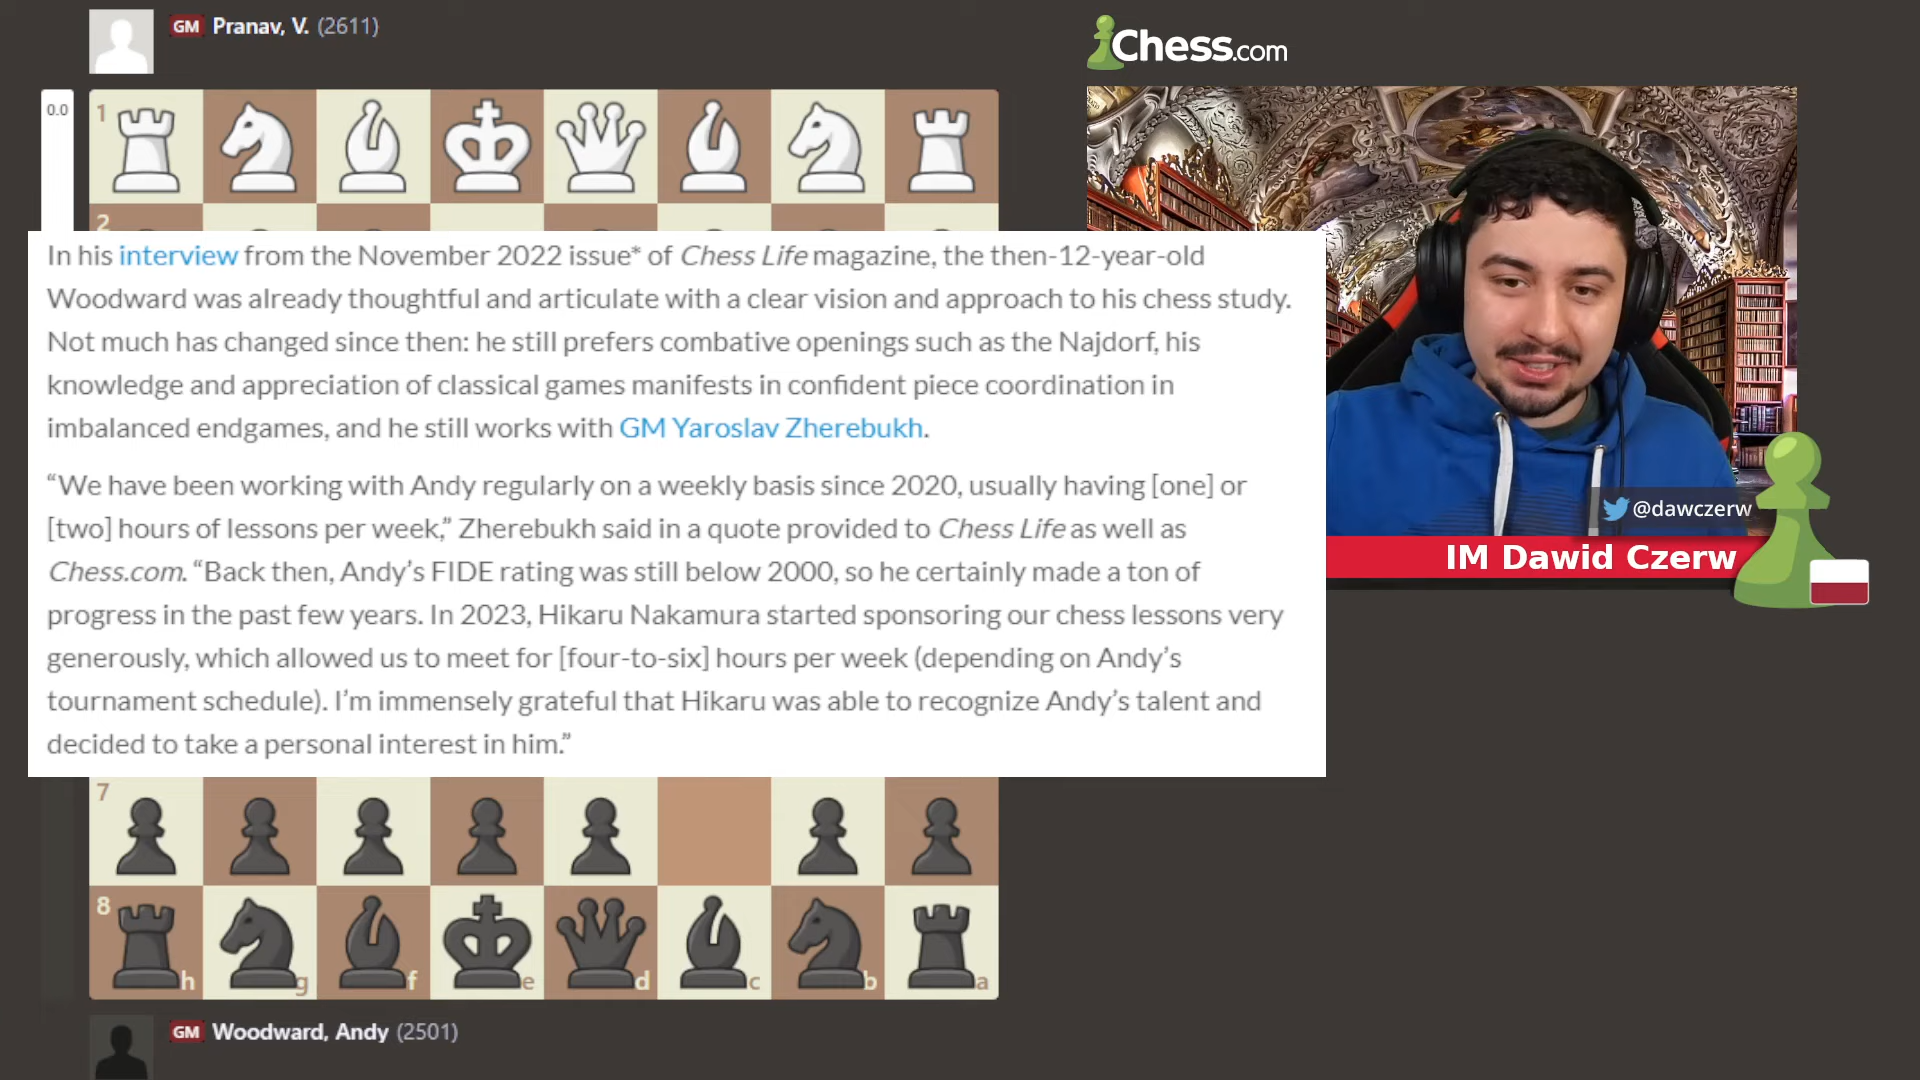 GM Pranav, V. (2611)
Chess.com
0.0
1
2
In his interview from the November 2022 issue* of Chess Life magazine, the then-12-year-old
Woodward was already thoughtful and articulate with a clear vision and approach to his chess study.
Not much has changed since then: he still prefers combative openings such as the Najdorf, his
knowledge and appreciation of classical games manifests in confident piece coordination in
imbalanced endgames, and he still works with GM Yaroslav Zherebukh.
“We have been working with Andy regularly on a weekly basis since 2020, usually having [one] or
[two] hours of lessons per week,” Zherebukh said in a quote provided to Chess Life as well as
Chess.com. “Back then, Andy’s FIDE rating was still below 2000, so he certainly made a ton of
progress in the past few years. In 2023, Hikaru Nakamura started sponsoring our chess lessons very
generously, which allowed us to meet for [four-to-six] hours per week (depending on Andy’s
tournament schedule). I’m immensely grateful that Hikaru was able to recognize Andy’s talent and
decided to take a personal interest in him.”
@dawczerw
IM Dawid Czerw
7
8
h g f e d c b a
GM Woodward, Andy (2501)